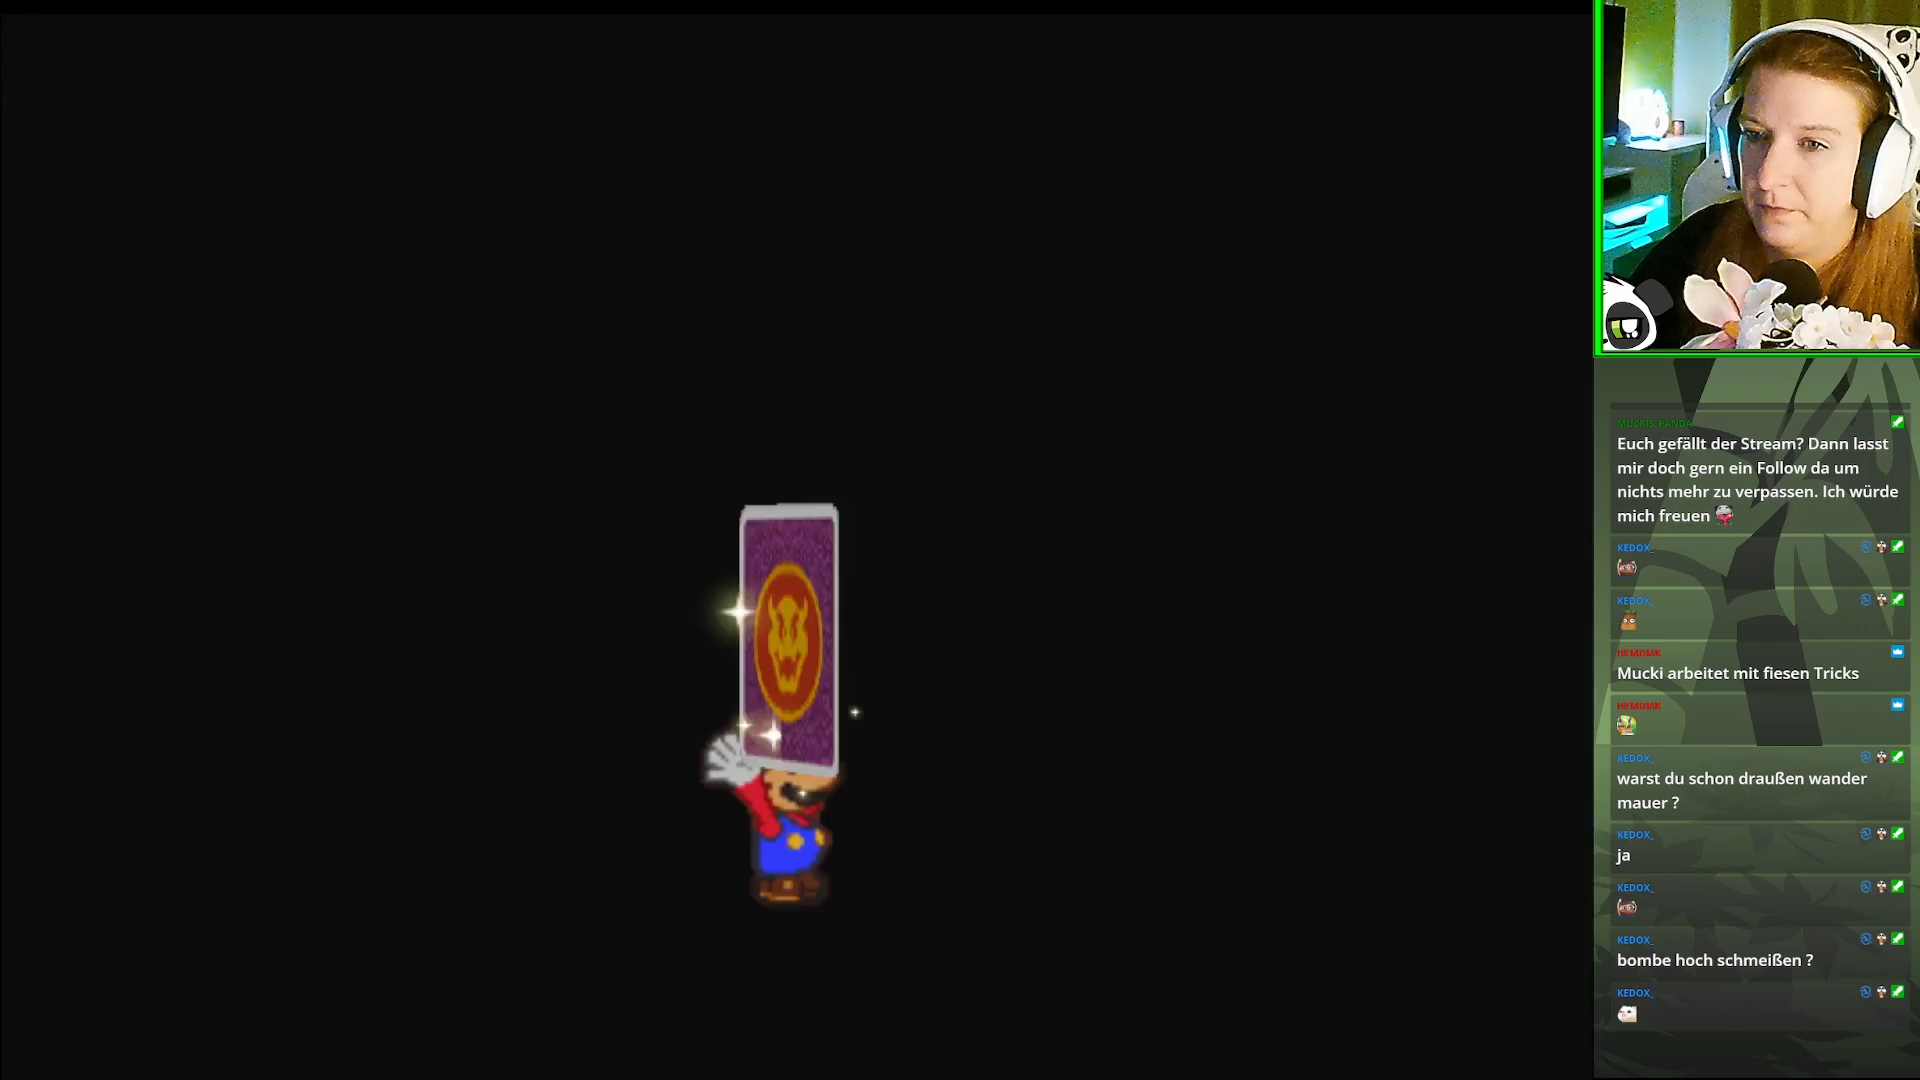 MUCKIS_PANDA
Euch gefällt der Stream? Dann lasst
mir doch gern ein Follow da um
nichts mehr zu verpassen. Ich würde
mich freuen
KEDOX_
KEDOX_
Mucki arbeitet mit fiesen Tricks
KEDOX_
warst du schon draußen wander
mauer ?
KEDOX_
ja
KEDOX_
KEDOX_
bombe hoch schmeißen ?
KEDOX_